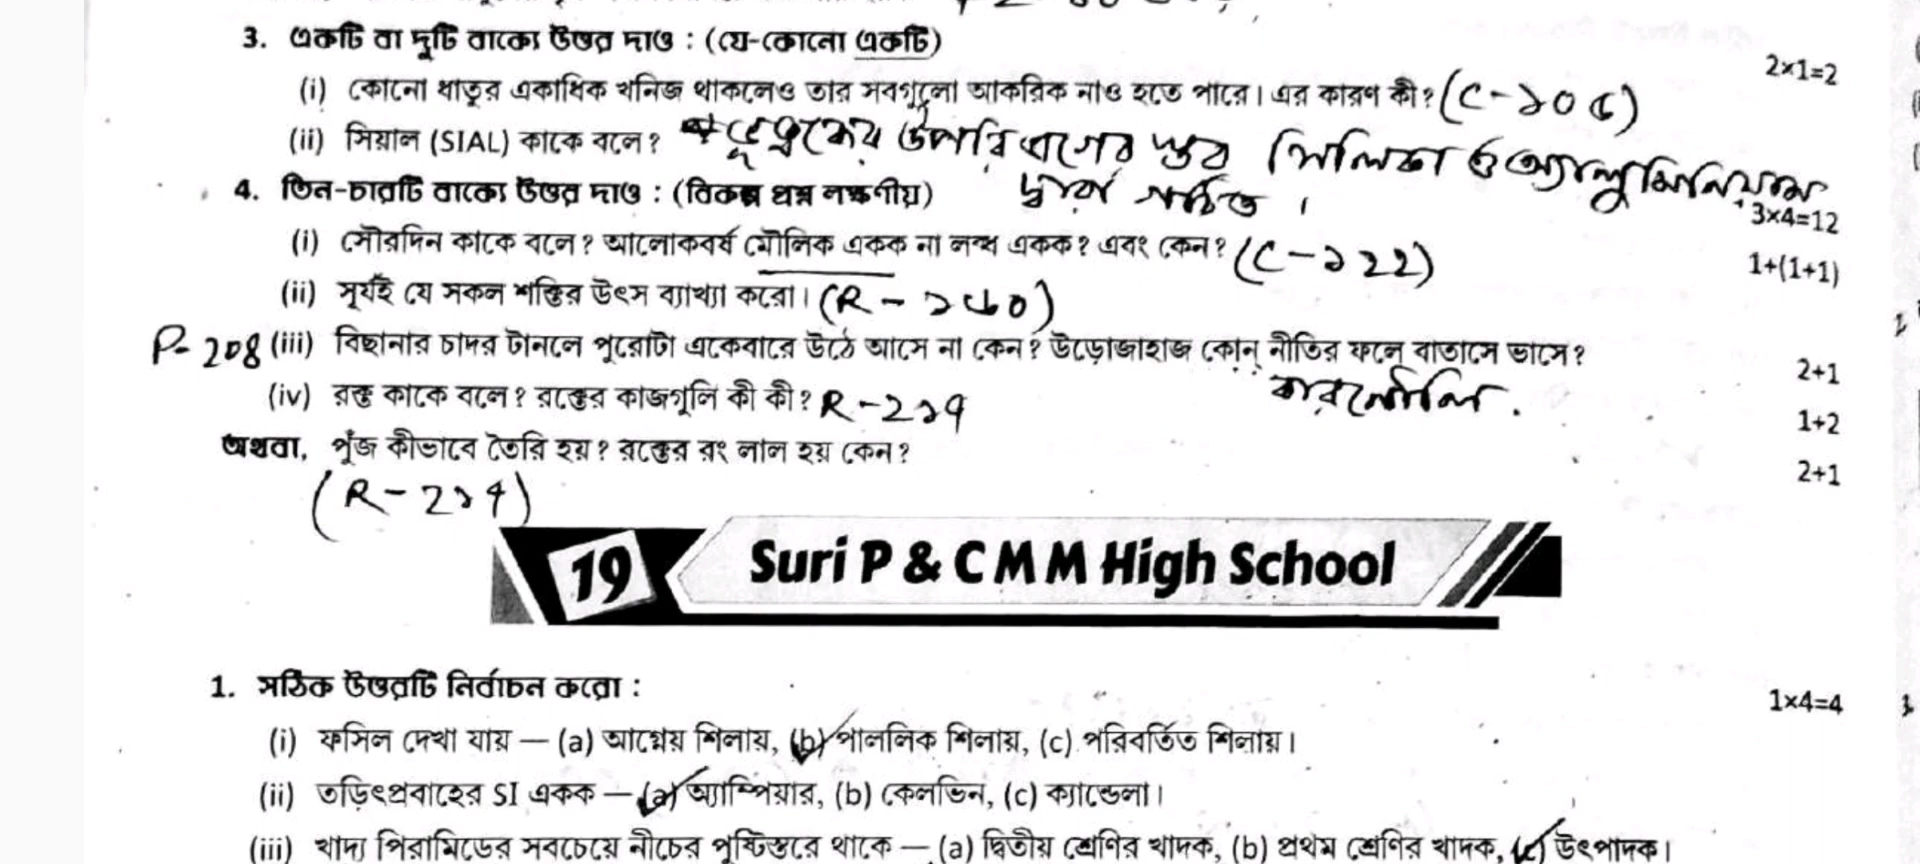 3. একটি বা দুটি বাক্যে উত্তর দাও : (যে-কোনো একটি) 2×1=2
(i) কোনো ধাতুর একাধিক খনিজ থাকলেও তার সবগুলো আকরিক নাও হতে পারে। এর কারণ কী? (C-১০৫)
(ii) সিয়াল (SIAL) কাকে বলে? ভূত্বকের উপরিভাগের স্তর সিলিকা ও অ্যালুমিনিয়াম
দ্বারা গঠিত।
4. তিন-চারটি বাক্যে উত্তর দাও : (বিকল্প প্রশ্ন লক্ষণীয়) 3×4=12
(i) সৌরদিন কাকে বলে? আলোকবর্ষ মৌলিক একক না লব্ধ একক? এবং কেন? (C-১২২) 1+(1+1)
(ii) সূর্যই যে সকল শক্তির উৎস ব্যাখ্যা করো।
P-208 (iii) বিছানার চাদর টানলে পুরোটা একেবারে উঠে আসে না কেন? উড়োজাহাজ কোন্ নীতির ফলে বাতাসে ভাসে? 2+1
বারনৌলি.
(iv) রক্ত কাকে বলে? রক্তের কাজগুলি কী কী? R-২১৭ 1+2
অথবা, পুঁজ কীভাবে তৈরি হয়? রক্তের রং লাল হয় কেন? 2+1
(R-২১৭)
19 Suri P & C M M High School
1. সঠিক উত্তরটি নির্বাচন করো : 1×4=4
(i) ফসিল দেখা যায় — (a) আগ্নেয় শিলায়, (b) পাললিক শিলায়, (c) পরিবর্তিত শিলায়।
(ii) তড়িৎপ্রবাহের SI একক — (a) অ্যাম্পিয়ার, (b) কেলভিন, (c) ক্যান্ডেলা।
(iii) খাদ্য পিরামিডের সবচেয়ে নীচের পুষ্টিস্তরে থাকে — (a) দ্বিতীয় শ্রেণির খাদক, (b) প্রথম শ্রেণির খাদক, (c) উৎপাদক।